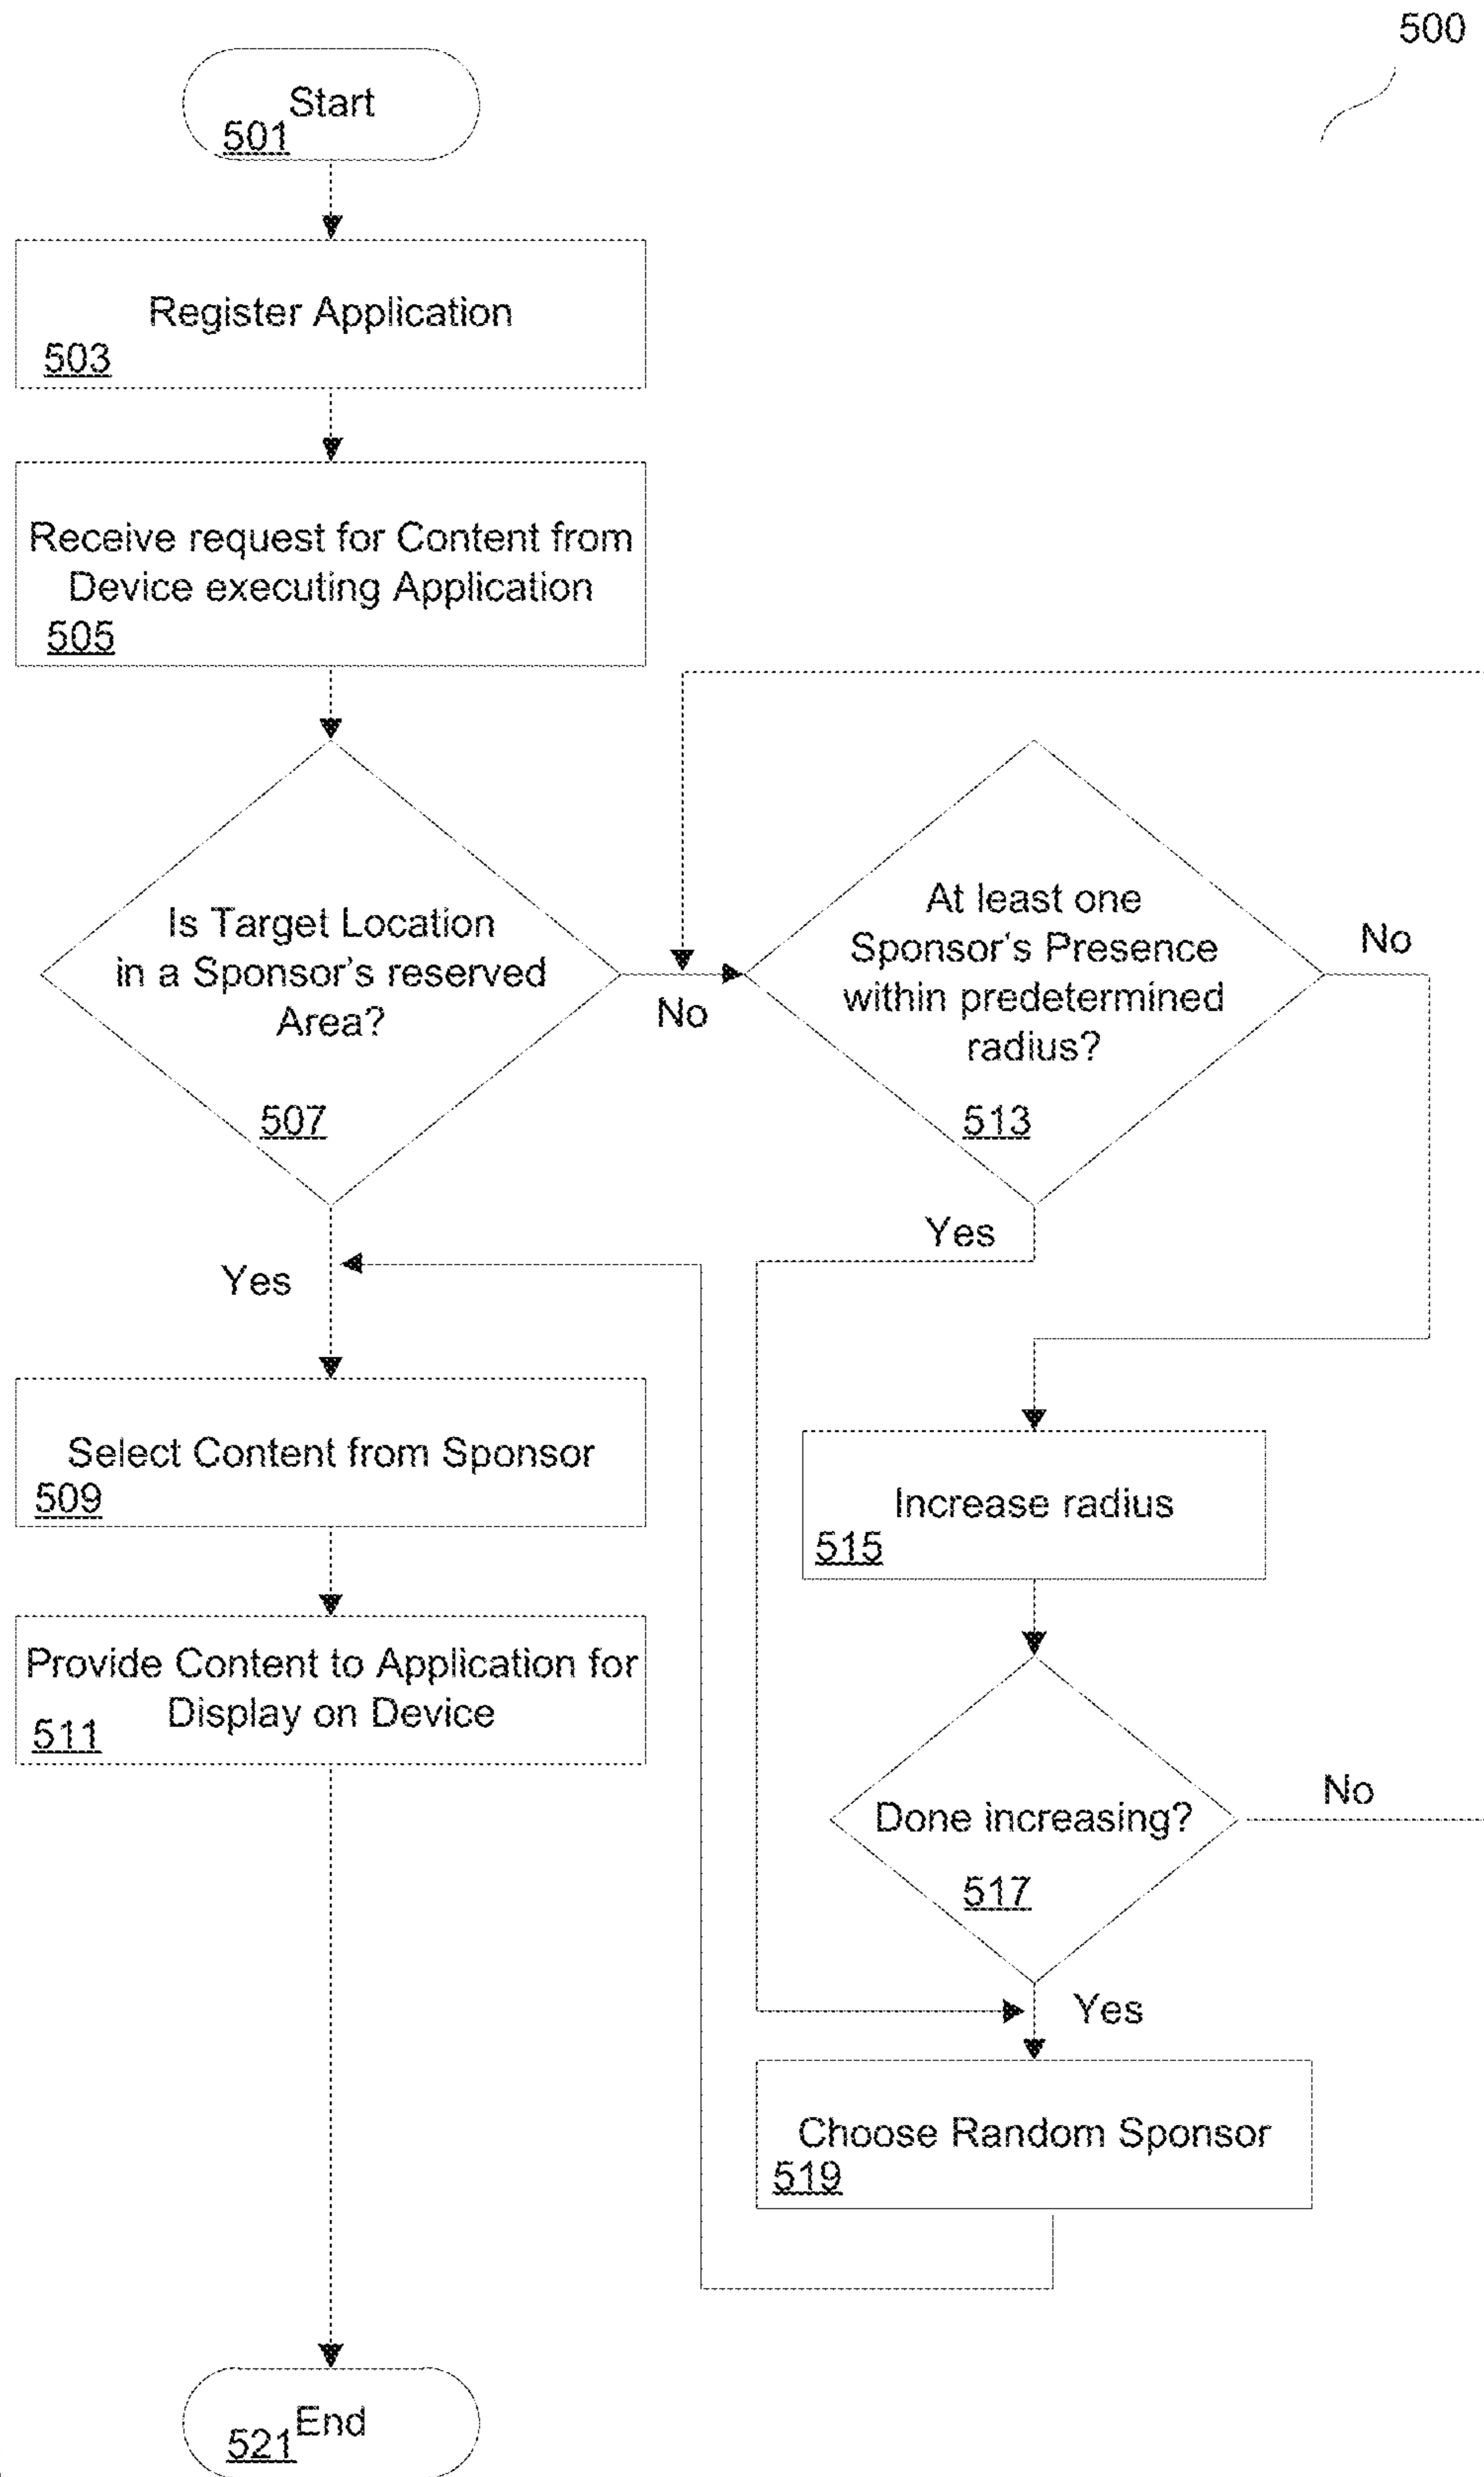 500
Start
501
Register Application
503
Receive request for Content from
Device executing Application
505
Is Target Location
in a Sponsor's reserved
Area?
507
No
At least one
Sponsor's Presence
within predetermined
radius?
513
No
Yes
Yes
Select Content from Sponsor
509
Increase radius
515
Provide Content to Application for
Display on Device
511
Done increasing?
517
No
Yes
Choose Random Sponsor
519
End
521